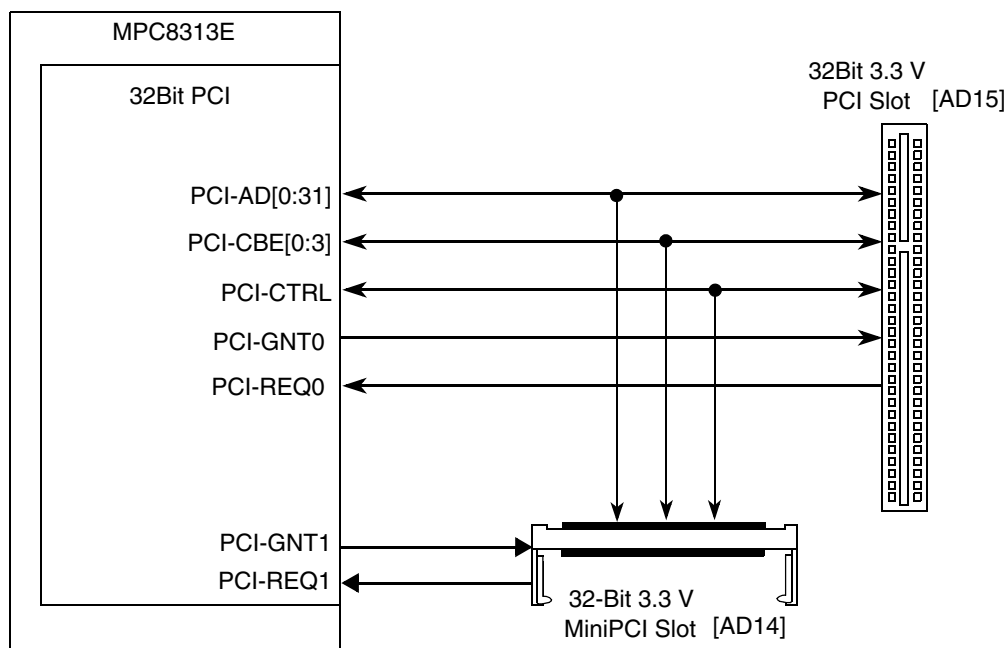 MPC8313E
32Bit PCI
32Bit 3.3 V
PCI Slot [AD15]
PCI-AD[0:31]
PCI-CBE[0:3]
PCI-CTRL
PCI-GNT0
PCI-REQ0
PCI-GNT1
PCI-REQ1
32-Bit 3.3 V
MiniPCI Slot [AD14]